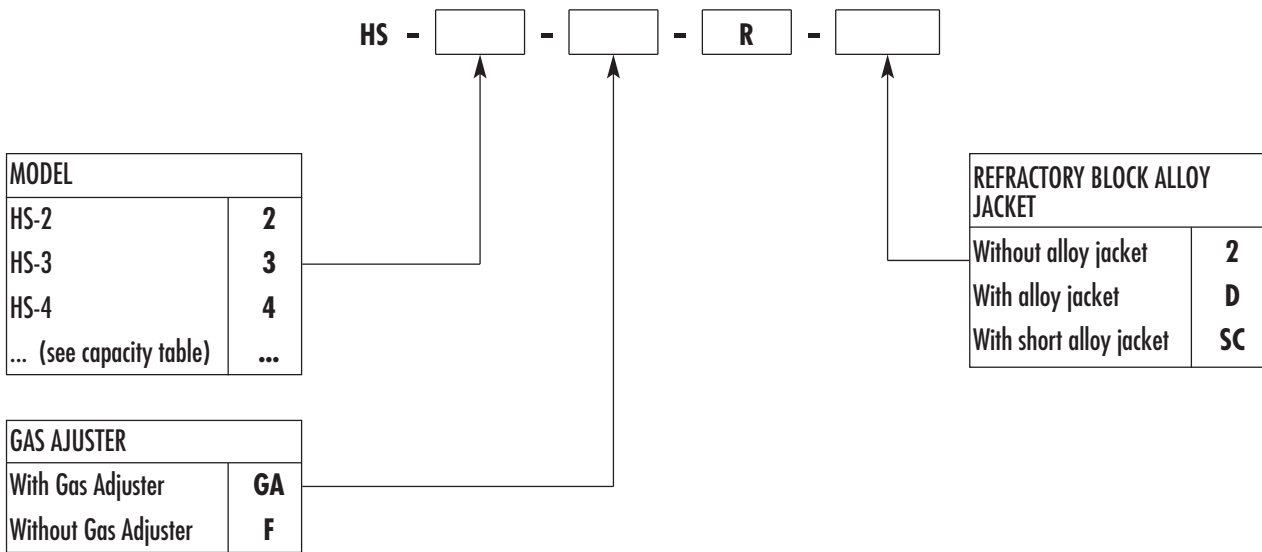 HS - - - R -
MODEL
HS-2 2
HS-3 3
HS-4 4
... (see capacity table) ...
GAS AJUSTER
With Gas Adjuster GA
Without Gas Adjuster F
REFRACTORY BLOCK ALLOY
JACKET
Without alloy jacket 2
With alloy jacket D
With short alloy jacket SC